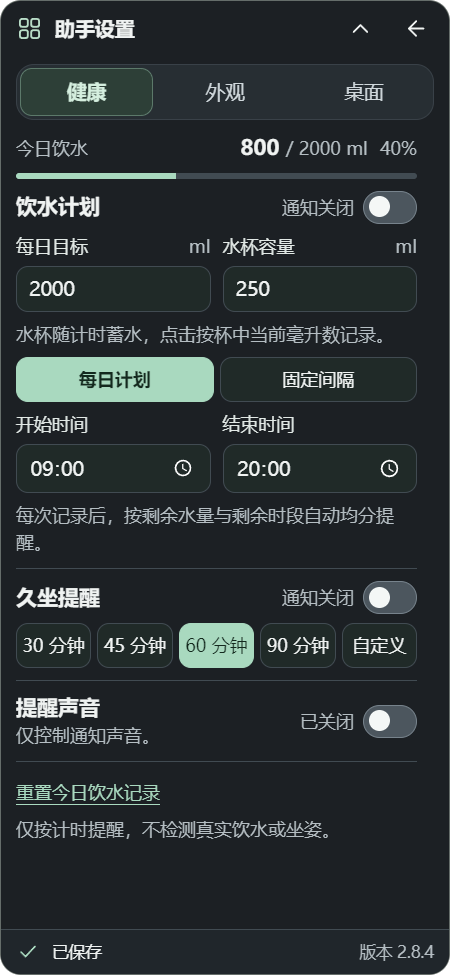 助手设置
健康 外观 桌面
今日饮水 800 / 2000 ml 40%
饮水计划 通知关闭
每日目标 ml 水杯容量 ml
2000 250
水杯随计时蓄水，点击按杯中当前毫升数记录。
每日计划 固定间隔
开始时间 结束时间
09:00 20:00
每次记录后，按剩余水量与剩余时段自动均分提
醒。
久坐提醒 通知关闭
30 分钟 45 分钟 60 分钟 90 分钟 自定义
提醒声音 已关闭
仅控制通知声音。
重置今日饮水记录
仅按计时提醒，不检测真实饮水或坐姿。
已保存 版本 2.8.4